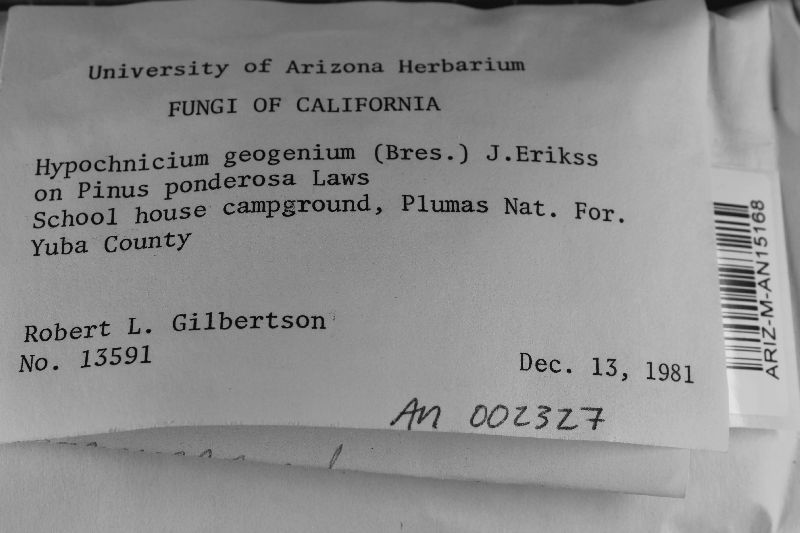 University of Arizona Herbarium
FUNGI OF CALIFORNIA
Hypochnicium geogenium (Bres.) J.Erikss
on Pinus ponderosa Laws
School house campground, Plumas Nat. For.
Yuba County
Robert L. Gilbertson
No. 13591
Dec. 13, 1981
AN 002327
ARIZ-M-AN15168